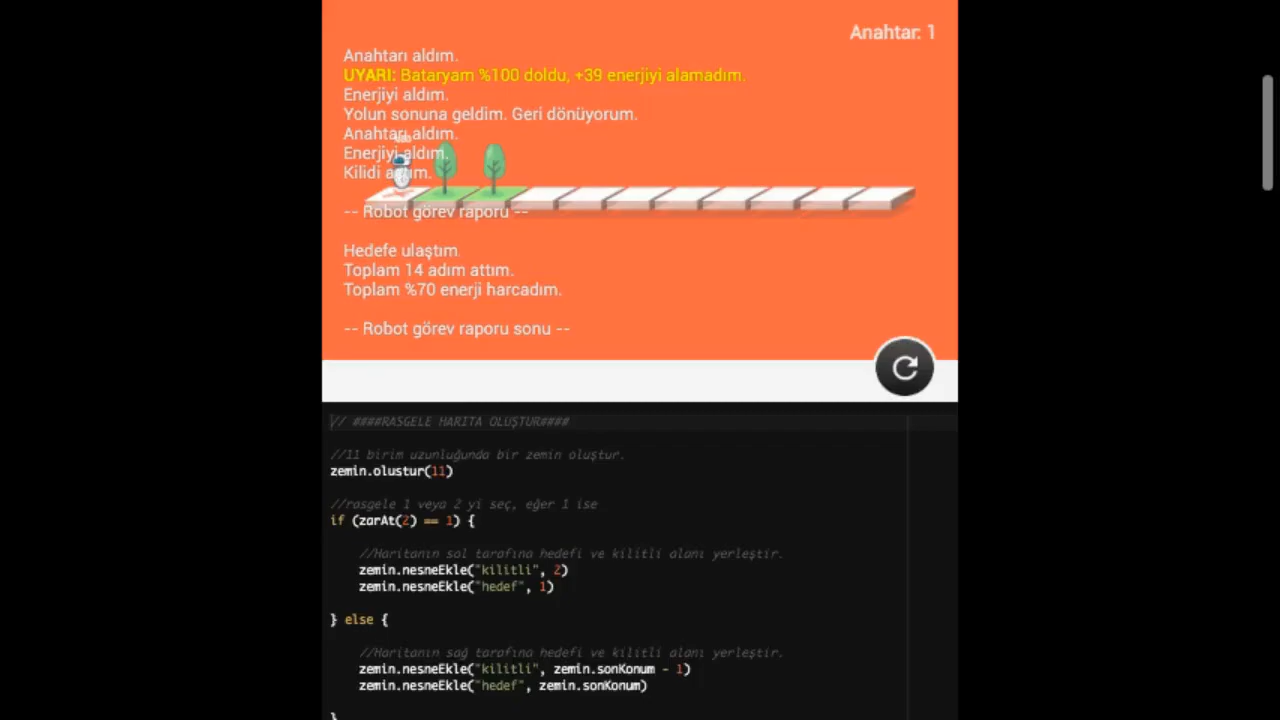 Anahtar: 1
Anahtarı aldım.
UYARI: Bataryam %100 doldu, +39 enerjiyi alamadım.
Enerjiyi aldım.
Yolun sonuna geldim. Geri dönüyorum.
Anahtarı aldım.
Enerjiyi aldım.
Kilidi açtım.
-- Robot görev raporu --
Hedefe ulaştım.
Toplam 14 adım attım.
Toplam %70 enerji harcadım.
-- Robot görev raporu sonu --
// ####RASGELE HARITA OLUŞTUR####
//11 birim uzunluğunda bir zemin oluştur.
zemin.olustur(11)
//rasgele 1 veya 2 yi seç, eğer 1 ise
if (zarAt(2) == 1) {
//Haritanın sol tarafına hedefi ve kilitli alanı yerleştir.
zemin.nesneEkle("kilitli", 2)
zemin.nesneEkle("hedef", 1)
} else {
//Haritanın sağ tarafına hedefi ve kilitli alanı yerleştir.
zemin.nesneEkle("kilitli", zemin.sonKonum - 1)
zemin.nesneEkle("hedef", zemin.sonKonum)
}